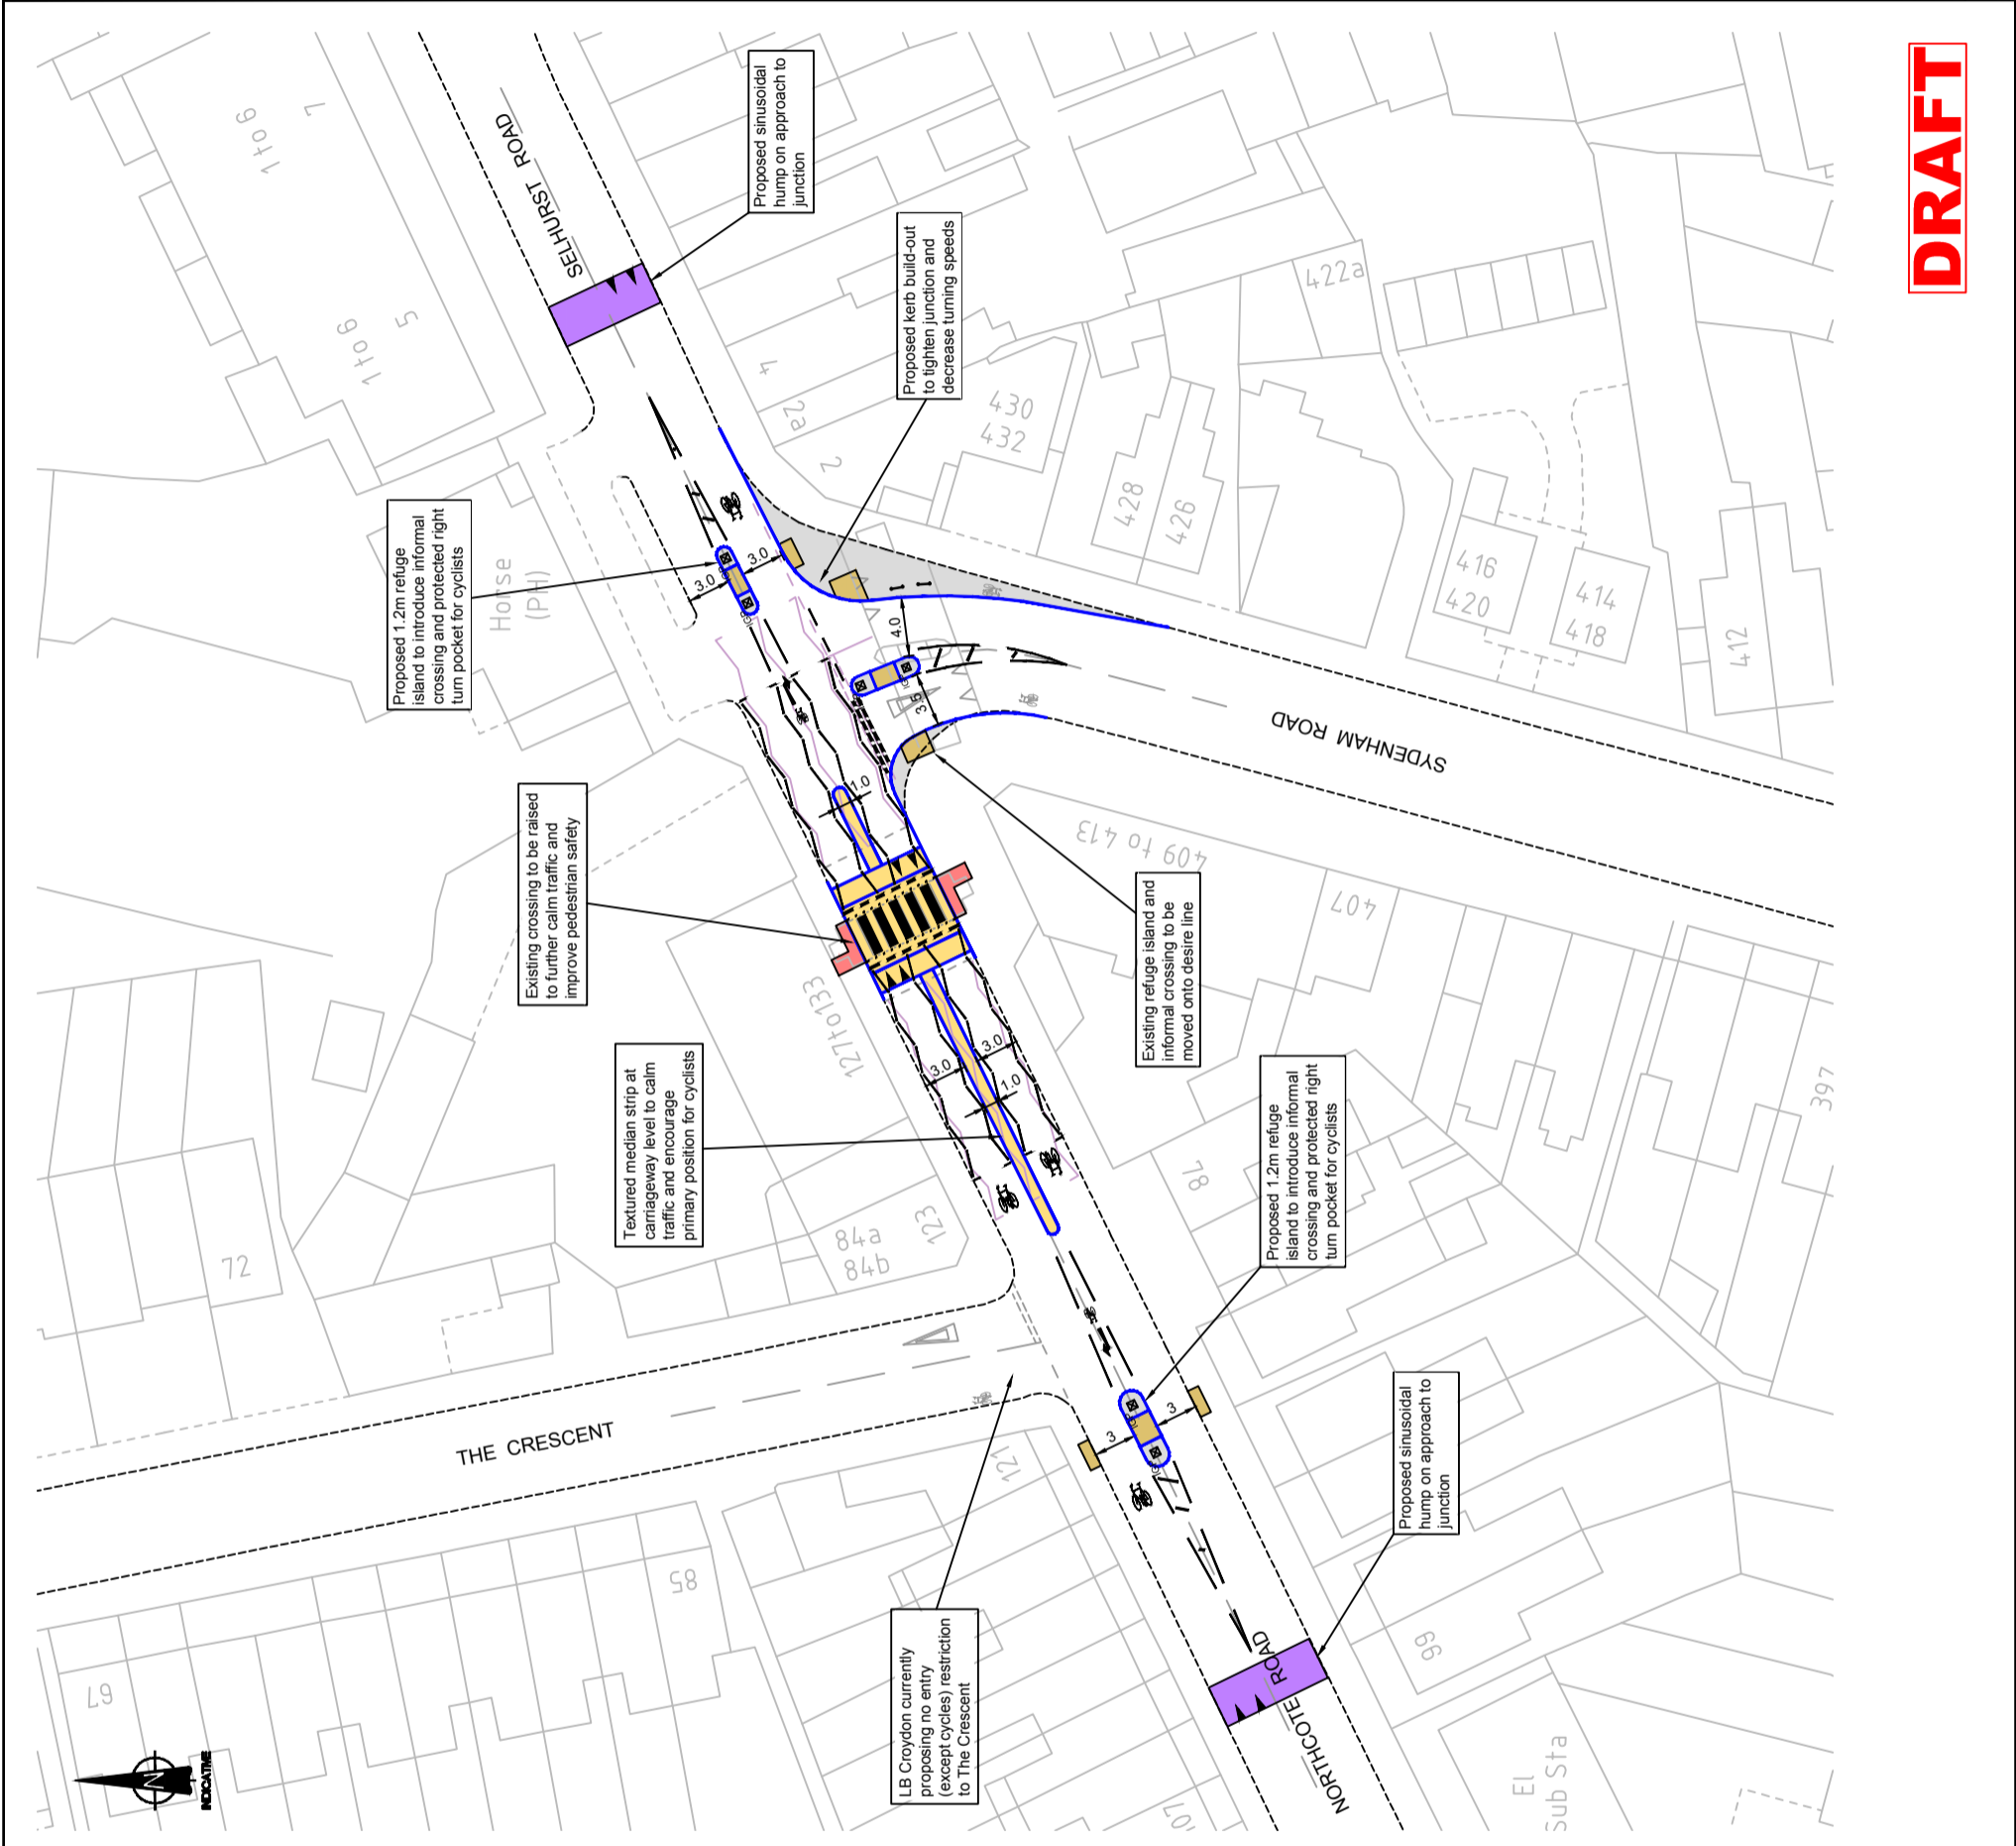 DRAFT
SELHURST ROAD
Proposed sinusoidal
hump on approach to
junction
Proposed kerb build-out
to tighten junction and
decrease turning speeds
Proposed 1.2m refuge
island to introduce informal
crossing and protected right
turn pocket for cyclists
Existing crossing to be raised
to further calm traffic and
improve pedestrian safety
Textured median strip at
carriageway level to calm
traffic and encourage
primary position for cyclists
Existing refuge island and
informal crossing to be
moved onto desire line
Proposed 1.2m refuge
island to introduce informal
crossing and protected right
turn pocket for cyclists
Proposed sinusoidal
hump on approach to
junction
LB Croydon currently
proposing no entry
(except cycles) restriction
to The Crescent
SYDENHAM ROAD
THE CRESCENT
NORTHCOTE ROAD
N
INDICATIVE
1 to 6
7
1 to 6
5
Horse
(PH)
4
2a
2
430
432
428
426
422a
416
420
414
418
412
409 to 413
407
397
127to133
123
84a
84b
72
78
121
85
67
107
99
El
Sub Sta
3.0
3.0
4.0
3.5
1.0
3.0
3.0
1.0
3
3